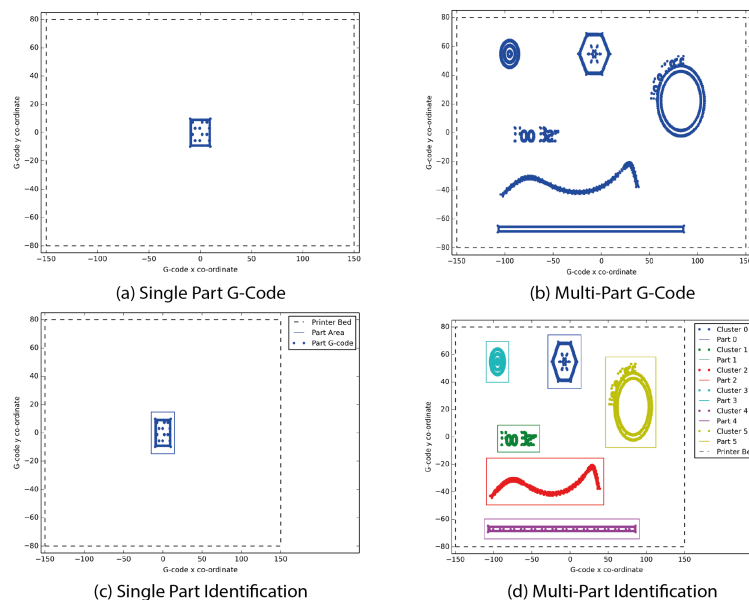 80
60
40
20
0
−20
−40
−60
−80
−150
−100
−50
0
50
100
150
G-code y co-ordinate
G-code x co-ordinate
(a) Single Part G-Code
80
60
40
20
0
−20
−40
−60
−80
−150
−100
−50
0
50
100
150
G-code y co-ordinate
G-code x co-ordinate
(b) Multi-Part G-Code
80
60
40
20
0
−20
−40
−60
−80
−150
−100
−50
0
50
100
150
G-code y co-ordinate
G-code x co-ordinate
Printer Bed
Part Area
Part G-code
(c) Single Part Identification
80
60
40
20
0
−20
−40
−60
−80
−150
−100
−50
0
50
100
150
G-code y co-ordinate
G-code x co-ordinate
Cluster 0
Part 0
Cluster 1
Part 1
Cluster 2
Part 2
Cluster 3
Part 3
Cluster 4
Part 4
Cluster 5
Part 5
Printer Be
(d) Multi-Part Identification